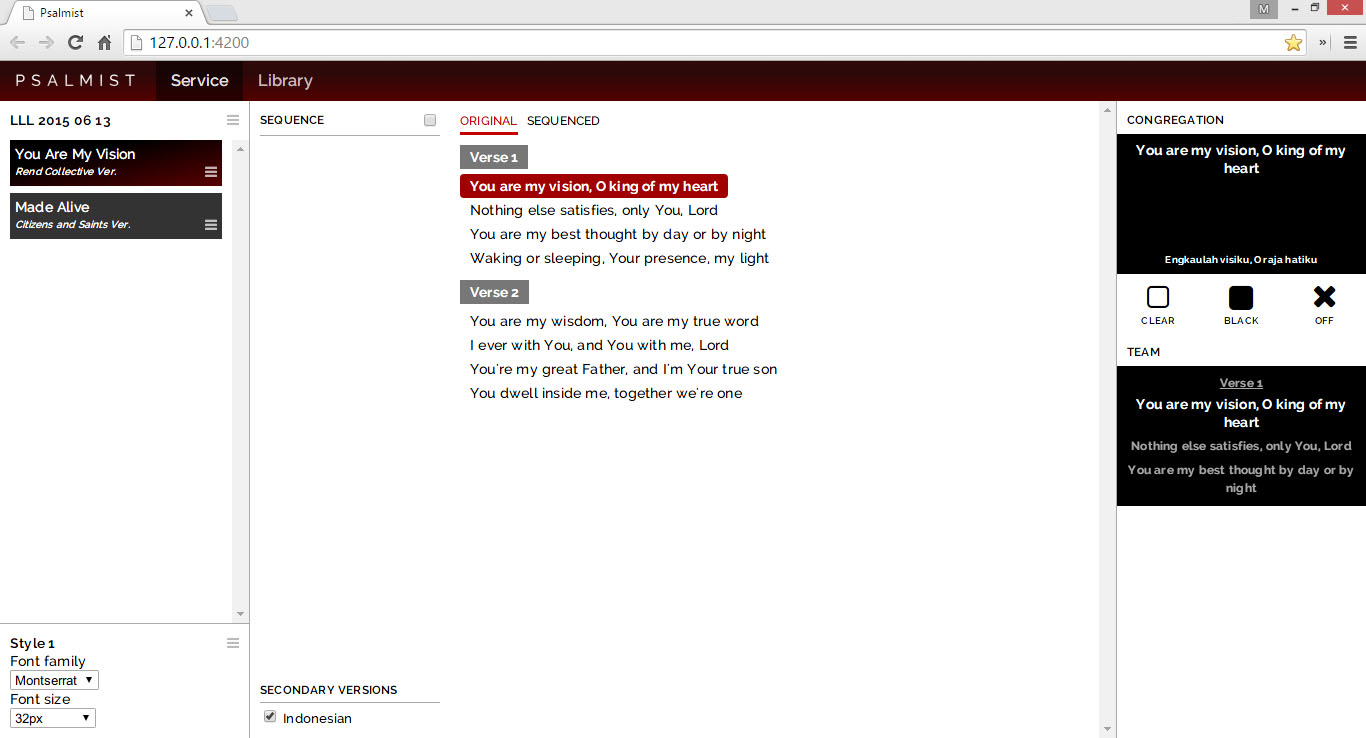 Psalmist
M
127.0.0.1:4200
PSALMIST
Service
Library
LLL 2015 06 13
You Are My Vision
Rend Collective Ver.
Made Alive
Citizens and Saints Ver.
Style 1
Font family
Montserrat
Font size
32px
SEQUENCE
SECONDARY VERSIONS
Indonesian
ORIGINAL SEQUENCED
Verse 1
You are my vision, O king of my heart
Nothing else satisfies, only You, Lord
You are my best thought by day or by night
Waking or sleeping, Your presence, my light
Verse 2
You are my wisdom, You are my true word
I ever with You, and You with me, Lord
You're my great Father, and I'm Your true son
You dwell inside me, together we're one
CONGREGATION
You are my vision, O king of my
heart
Engkaulah visiku, O raja hatiku
CLEAR BLACK OFF
TEAM
Verse 1
You are my vision, O king of my
heart
Nothing else satisfies, only You, Lord
You are my best thought by day or by
night